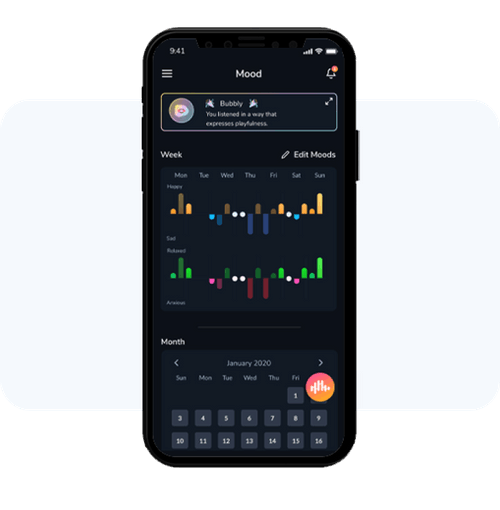 9:41
Mood
Bubbly
You listened in a way that
expresses playfulness.
Week Edit Moods
Mon Tue Wed Thu Fri Sat Sun
Happy
Sad
Relaxed
Anxious
Month
January 2020
Sun Mon Tue Wed Thu Fri
1
3 4 5 6 7 8 9
10 11 12 13 14 15 16